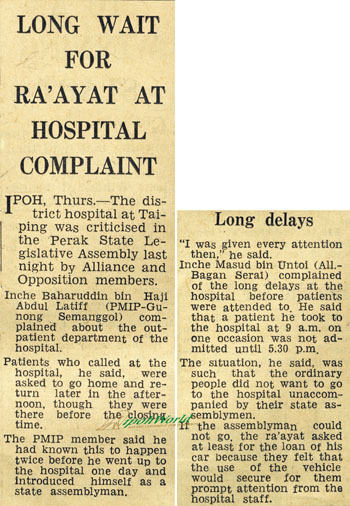 LONG WAIT
FOR
RA'AYAT AT
HOSPITAL
COMPLAINT
IPOH, Thurs.—The dis-
trict hospital at Tai-
ping was criticised in
the Perak State Le-
gislative Assembly last
night by Alliance and
Opposition members.
Inche Baharuddin bin Haji
Abdul Latiff (PMIP-Gu-
nong Semanggol) com-
plained about the out-
patient department of the
hospital.
Patients who called at the
hospital, he said, were
asked to go home and re-
turn later in the after-
noon, though they were
there before the closing
time.
The PMIP member said he
had known this to happen
twice before he went up to
the hospital one day and
introduced himself as a
state assemblyman.
Long delays
"I was given every attention
then," he said.
Inche Masud bin Untoi (All.-
Bagan Serai) complained
of the long delays at the
hospital before patients
were attended to. He said
that a patient he took to
the hospital at 9 a.m. on
one occasion was not ad-
mitted until 5.30 p.m.
The situation, he said, was
such that the ordinary
people did not want to go
to the hospital unaccom-
panied by their state as-
semblymen.
If the assemblyman could
not go, the ra'ayat asked
at least for the loan of his
car because they felt that
the use of the vehicle
would secure for them
prompt attention from the
hospital staff.
ipohWorld